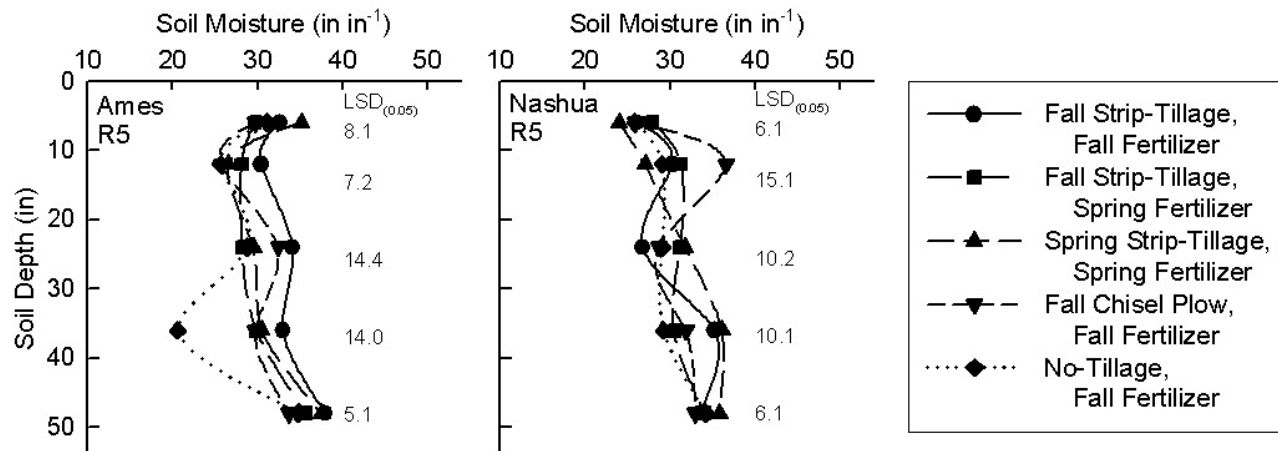 Soil Moisture (in in⁻¹)
10 20 30 40 50
Soil Depth (in)
0
10
20
30
40
50
Ames
R5
LSD(0.05)
8.1
7.2
14.4
14.0
5.1
Soil Moisture (in in⁻¹)
10 20 30 40 50
Nashua
R5
LSD(0.05)
6.1
15.1
10.2
10.1
6.1
Fall Strip-Tillage,
Fall Fertilizer
Fall Strip-Tillage,
Spring Fertilizer
Spring Strip-Tillage,
Spring Fertilizer
Fall Chisel Plow,
Fall Fertilizer
No-Tillage,
Fall Fertilizer